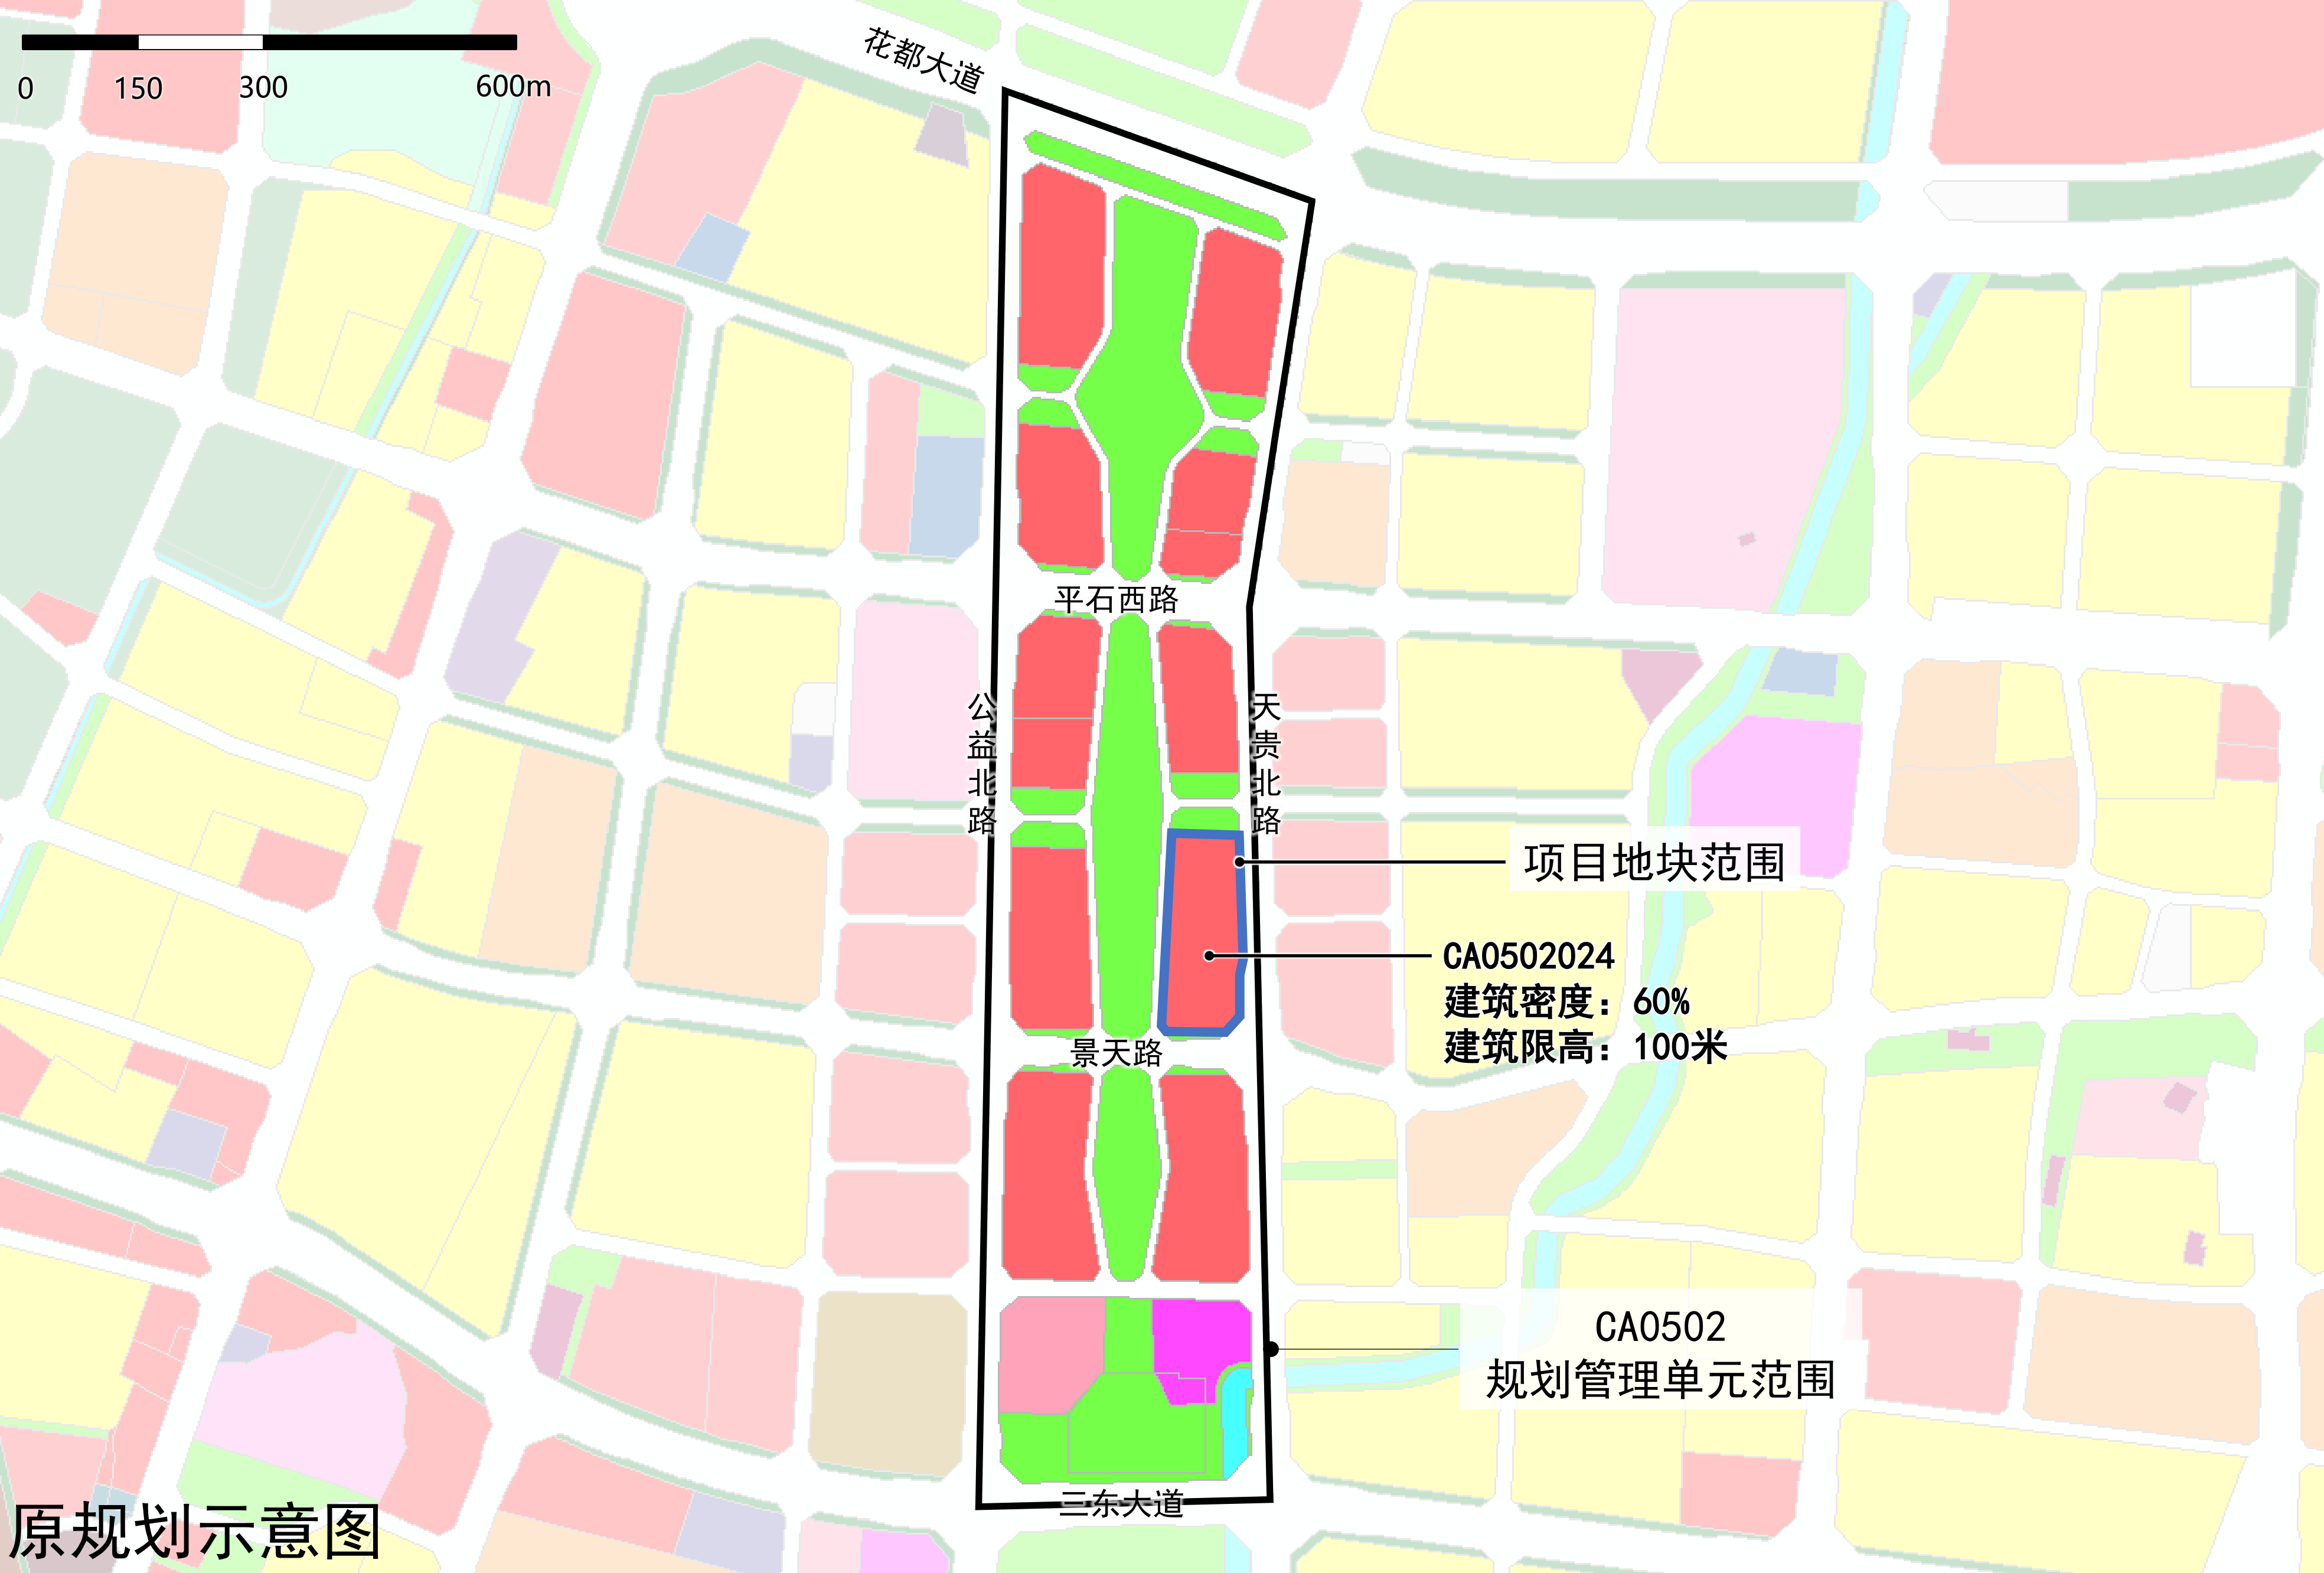 花都大道
0 150 300 600m
平石西路
公益北路
天贵北路
项目地块范围
CA0502024
建筑密度：60%
建筑限高：100米
景天路
CA0502
规划管理单元范围
三东大道
原规划示意图